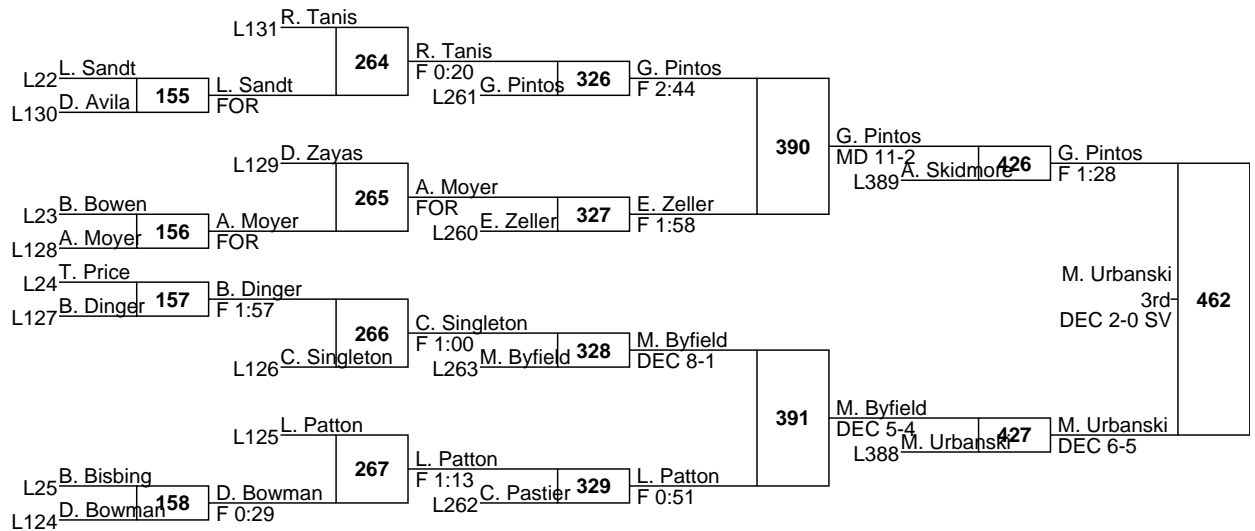 L131 R. Tanis
264 R. Tanis
F 0:20
L22 L. Sandt
155 L. Sandt
FOR
L130 D. Avila
L261 G. Pintos
326 G. Pintos
F 2:44
L129 D. Zayas
265 A. Moyer
FOR
L23 B. Bowen
156 A. Moyer
FOR
L128 A. Moyer
L260 E. Zeller
327 E. Zeller
F 1:58
390 G. Pintos
MD 11-2
L389 A. Skidmore
426 G. Pintos
F 1:28
L24 T. Price
157 B. Dinger
F 1:57
L127 B. Dinger
266 C. Singleton
F 1:00
L126 C. Singleton
L263 M. Byfield
328 M. Byfield
DEC 8-1
L125 L. Patton
267 L. Patton
F 1:13
L25 B. Bisbing
158 D. Bowman
F 0:29
L124 D. Bowman
L262 C. Pastier
329 L. Patton
F 0:51
391 M. Byfield
DEC 5-4
L388 M. Urbanski
427 M. Urbanski
DEC 6-5
462
M. Urbanski
3rd
DEC 2-0 SV